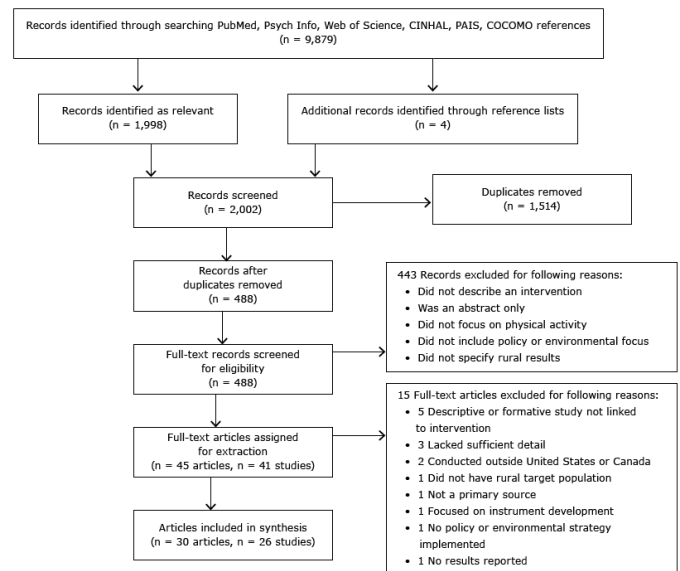 Records identified through searching PubMed, Psych Info, Web of Science, CINHAL, PAIS, COCOMO references
(n = 9,879)
Records identified as relevant
(n = 1,998)
Additional records identified through reference lists
(n = 4)
Records screened
(n = 2,002)
Duplicates removed
(n = 1,514)
Records after
duplicates removed
(n = 488)
443 Records excluded for following reasons:
• Did not describe an intervention
• Was an abstract only
• Did not focus on physical activity
• Did not include policy or environmental focus
• Did not specify rural results
Full-text records screened
for eligibility
(n = 488)
15 Full-text articles excluded for following reasons:
• 5 Descriptive or formative study not linked
to intervention
• 3 Lacked sufficient detail
• 2 Conducted outside United States or Canada
• 1 Did not have rural target population
• 1 Not a primary source
• 1 Focused on instrument development
• 1 No policy or environmental strategy
implemented
• 1 No results reported
Full-text articles assigned
for extraction
(n = 45 articles, n = 41 studies)
Articles included in synthesis
(n = 30 articles, n = 26 studies)